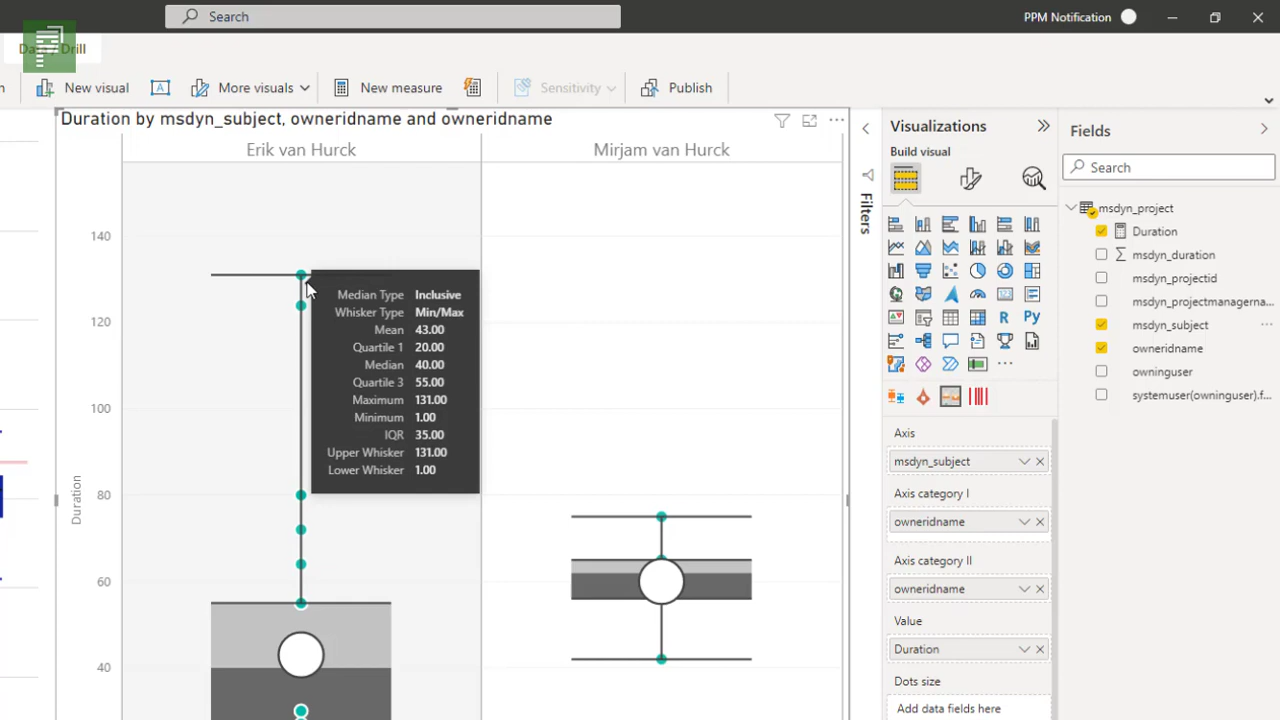 Search
PPM Notification
Data / Drill
New visual
More visuals
New measure
Sensitivity
Publish
Duration by msdyn_subject, owneridname and owneridname
Erik van Hurck
Mirjam van Hurck
140
120
100
80
60
40
Duration
Median Type Inclusive
Whisker Type Min/Max
Mean 43.00
Quartile 1 20.00
Median 40.00
Quartile 3 55.00
Maximum 131.00
Minimum 1.00
IQR 35.00
Upper Whisker 131.00
Lower Whisker 1.00
Filters
Visualizations
Build visual
R
Py
Axis
msdyn_subject
Axis category I
owneridname
Axis category II
owneridname
Value
Duration
Dots size
Add data fields here
Fields
Search
msdyn_project
Duration
msdyn_duration
msdyn_projectid
msdyn_projectmanagerna...
msdyn_subject
owneridname
owninguser
systemuser(owninguser).f...